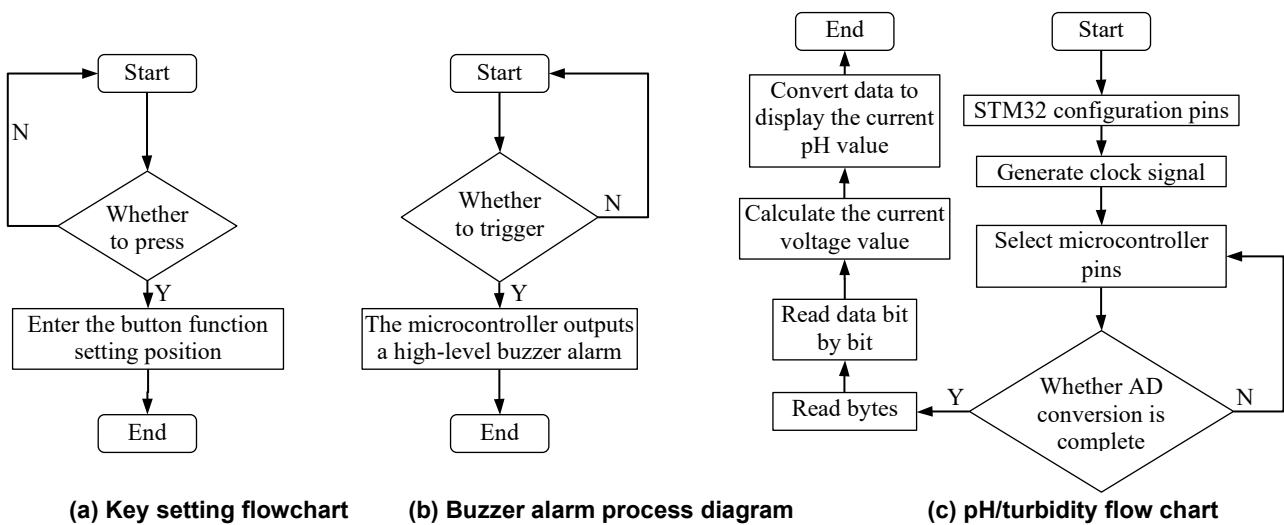 Start
N
Whether
to press
Y
Enter the button function
setting position
End
(a) Key setting flowchart
Start
Whether
to trigger
N
Y
The microcontroller outputs
a high-level buzzer alarm
End
(b) Buzzer alarm process diagram
Start
STM32 configuration pins
Generate clock signal
Select microcontroller
pins
Whether AD
conversion is
complete
N
Y
Read bytes
Read data bit
by bit
Calculate the current
voltage value
Convert data to
display the current
pH value
End
(c) pH/turbidity flow chart